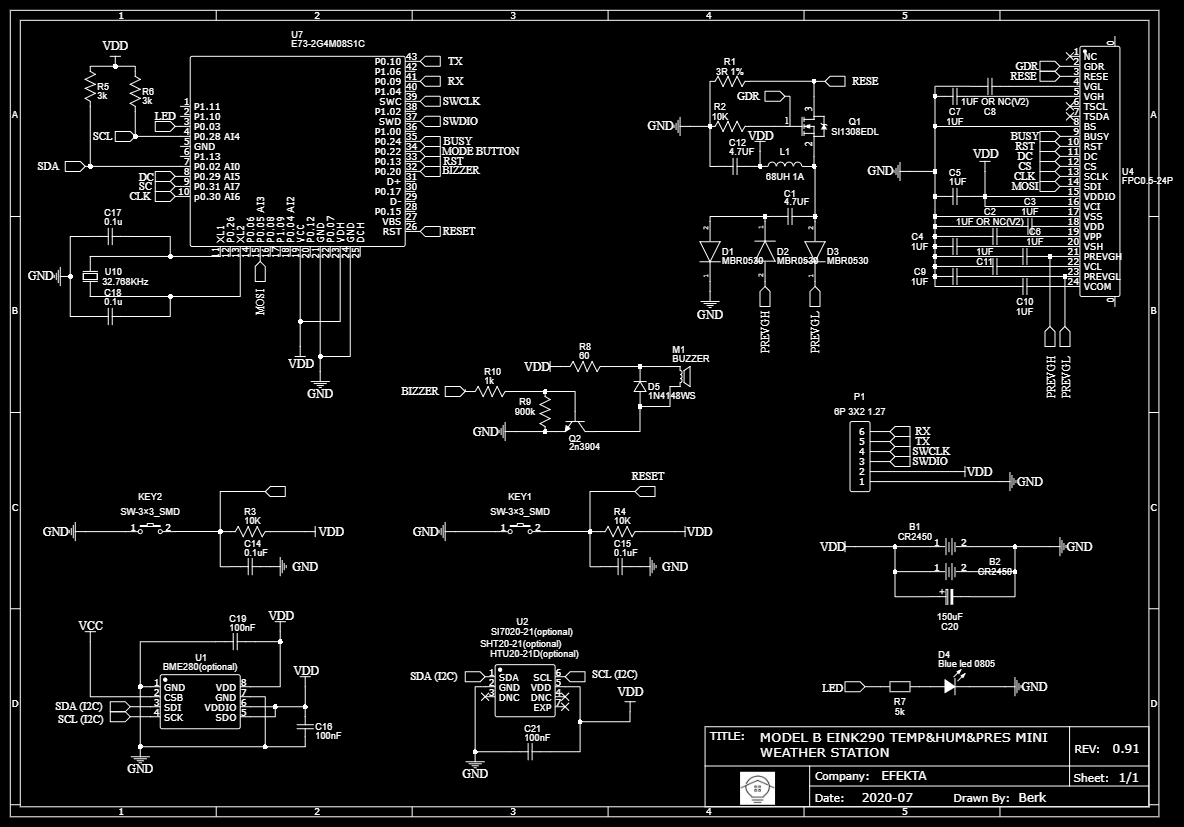 1 2 3 4 5
A
B
C
D
U7
E73-2G4M08S1C
VDD
R5
3k
R6
3k
LED
SCL
SDA
DC
SC
CLK
1 P1.11
2 P1.10
3 P0.03
4 P0.28 AI4
5 GND
6 P1.13
7 P0.02 AI0
8 P0.29 AI5
9 P0.31 AI7
10 p0.30 AI6
P0.10 43 TX
P1.06 42
P0.09 41 RX
P1.04 40
SWC 39 SWCLK
P1.02 38
SWD 37 SWDIO
P1.00 36
P0.24 35 BUSY
P0.22 34 MODE BUTTON
P0.13 33 RST
P0.20 32 BIZZER
D+ 31
P0.17 30
D- 29
P0.15 28
VBS 27
RST 26 RESET
XL1
P0.26
XL2
P0.06
P0.05 AI3
P0.08
P1.09
P0.04 AI2
VCC
P0.12
GND
P0.07
VDH
GND
DCH
11 12 13 14 15 16 17 18 19 20 21 22 23 24 25
C17
0.1u
GND
U10
32.768KHz
C18
0.1u
MOSI
VDD
GND
R1
3R 1%
RESE
GDR
R2
10K
GND
VDD
C12
4.7UF
L1
68UH 1A
1
3
2
Q1
SI1308EDL
C1
4.7UF
D1
MBR0530
D2
MBR0530
D3
MBR0530
2 1
GND
PREVGH
PREVGL
0
1 NC
GDR 2 GDR
RESE 3 RESE
4 VGL
5 VGH
6 TSCL
7 TSDA
8 BS
BUSY 9 BUSY
RST 10 RST
DC 11 DC
CS 12 CS
CLK 13 SCLK
MOSI 14 SDI
15 VDDIO
16 VCI
17 VSS
18 VDD
19 VPP
20 VSH
21 PREVGH
22 VCL
23 PREVGL
24 VCOM
0
U4
FPC0.5-24P
1UF OR NC(V2)
C7
1UF
C8
GND
VDD
C5
1UF
C3
1UF
C2
1UF OR NC(V2)
C4
1UF
C6
1UF
1UF
C11
C9
1UF
C10
1UF
PREVGH
PREVGL
BIZZER
R10
1k
VDD
R8
60
M1
BUZZER
D5
1N4148WS
R9
900k
GND
Q2
2n3904
P1
6P 3X2 1.27
6 RX
5 TX
4 SWCLK
3 SWDIO
2 VDD
1 GND
KEY2
SW-3×3_SMD
GND 1 2
R3
10K
VDD
C14
0.1uF
GND
RESET
KEY1
SW-3×3_SMD
GND 1 2
R4
10K
VDD
C15
0.1uF
GND
B1
CR2450
VDD 1 2 GND
B2
CR2450
1 2
+
150uF
C20
VCC
C19
100nF
VDD
U1
BME280(optional)
1 GND
2 CSB
3 SDI
4 SCK
VDD 8
GND 7
VDDIO 6
SDO 5
SDA (I2C)
SCL (I2C)
VDD
C16
100nF
GND
U2
SI7020-21(optional)
SHT20-21(optional)
HTU20-21D(optional)
SDA (I2C) 1 SDA
2 GND
3 DNC
SCL 6 SCL (I2C)
VDD 5
DNC 4
EXP 7
VDD
C21
100nF
GND
D4
Blue led 0805
LED
R7
5k
GND
TITLE: MODEL B EINK290 TEMP&HUM&PRES MINI
WEATHER STATION
REV: 0.91
Company: EFEKTA
Sheet: 1/1
Date: 2020-07 Drawn By: Berk
1 2 3 4 5